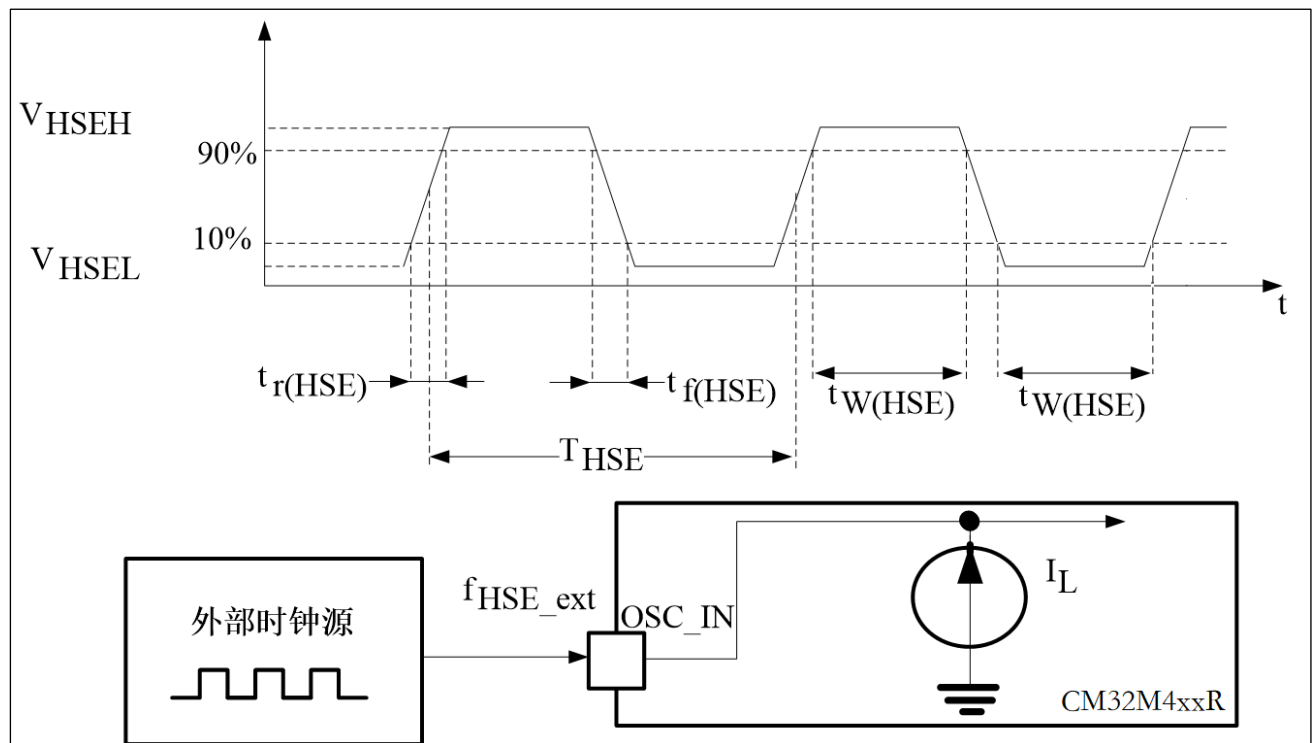 V HSEH
90%
10%
V HSEL
t
t r(HSE)
t f(HSE)
t W(HSE)
t W(HSE)
T HSE
f HSE_ext
OSC_IN
I L
外部时钟源
CM32M4xxR